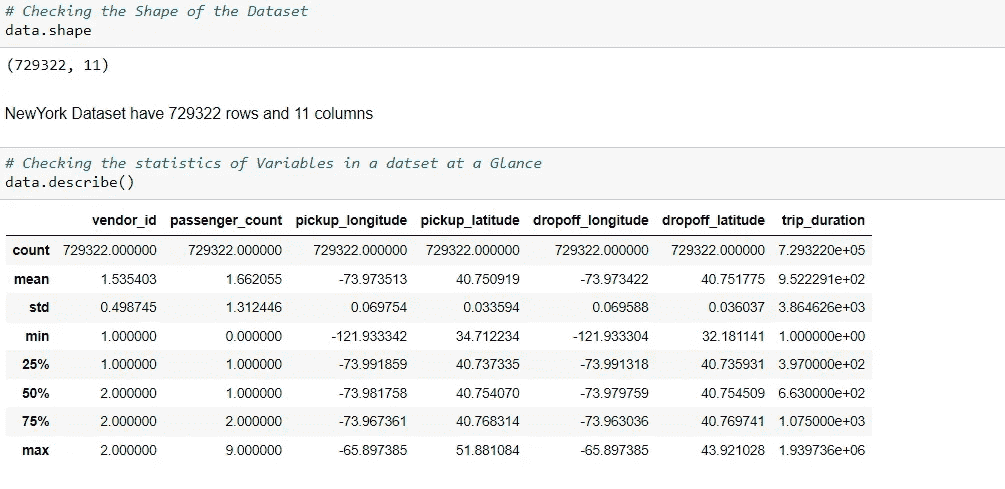 # Checking the Shape of the Dataset
data.shape
(729322, 11)
NewYork Dataset have 729322 rows and 11 columns
# Checking the statistics of Variables in a datset at a Glance
data.describe()
vendor_id passenger_count pickup_longitude pickup_latitude dropoff_longitude dropoff_latitude trip_duration
count 729322.000000 729322.000000 729322.000000 729322.000000 729322.000000 729322.000000 7.293220e+05
mean 1.535403 1.662055 -73.973513 40.750919 -73.973422 40.751775 9.522291e+02
std 0.498745 1.312446 0.069754 0.033594 0.069588 0.036037 3.864626e+03
min 1.000000 0.000000 -121.933342 34.712234 -121.933304 32.181141 1.000000e+00
25% 1.000000 1.000000 -73.991859 40.737335 -73.991318 40.735931 3.970000e+02
50% 2.000000 1.000000 -73.981758 40.754070 -73.979759 40.754509 6.630000e+02
75% 2.000000 2.000000 -73.967361 40.768314 -73.963036 40.769741 1.075000e+03
max 2.000000 9.000000 -65.897385 51.881084 -65.897385 43.921028 1.939736e+06